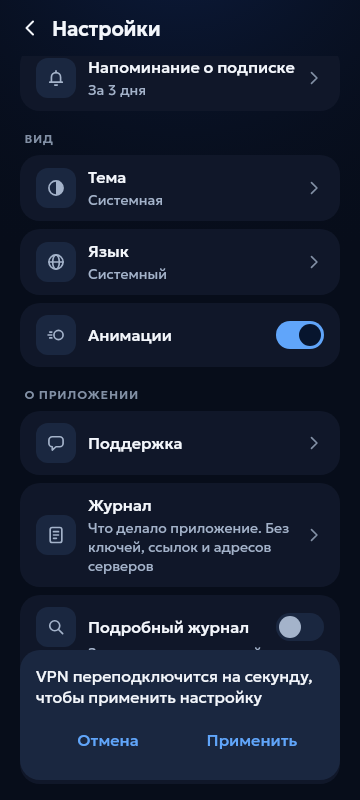 Настройки
Напоминание о подписке
За 3 дня
ВИД
Тема
Системная
Язык
Системный
Анимации
О ПРИЛОЖЕНИИ
Поддержка
Журнал
Что делало приложение. Без
ключей, ссылок и адресов
серверов
Подробный журнал
VPN переподключится на секунду,
чтобы применить настройку
Отмена
Применить